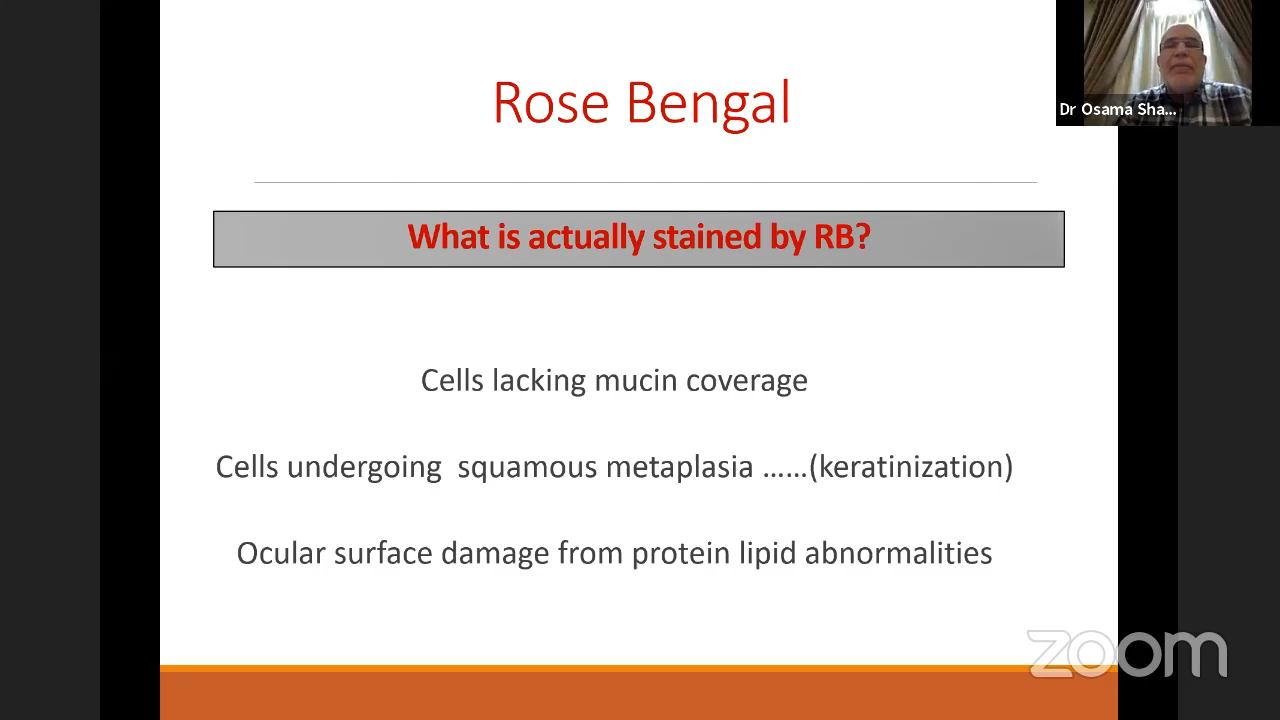 Rose Bengal
Dr Osama Sha...
What is actually stained by RB?
Cells lacking mucin coverage
Cells undergoing squamous metaplasia ......(keratinization)
Ocular surface damage from protein lipid abnormalities
zoom